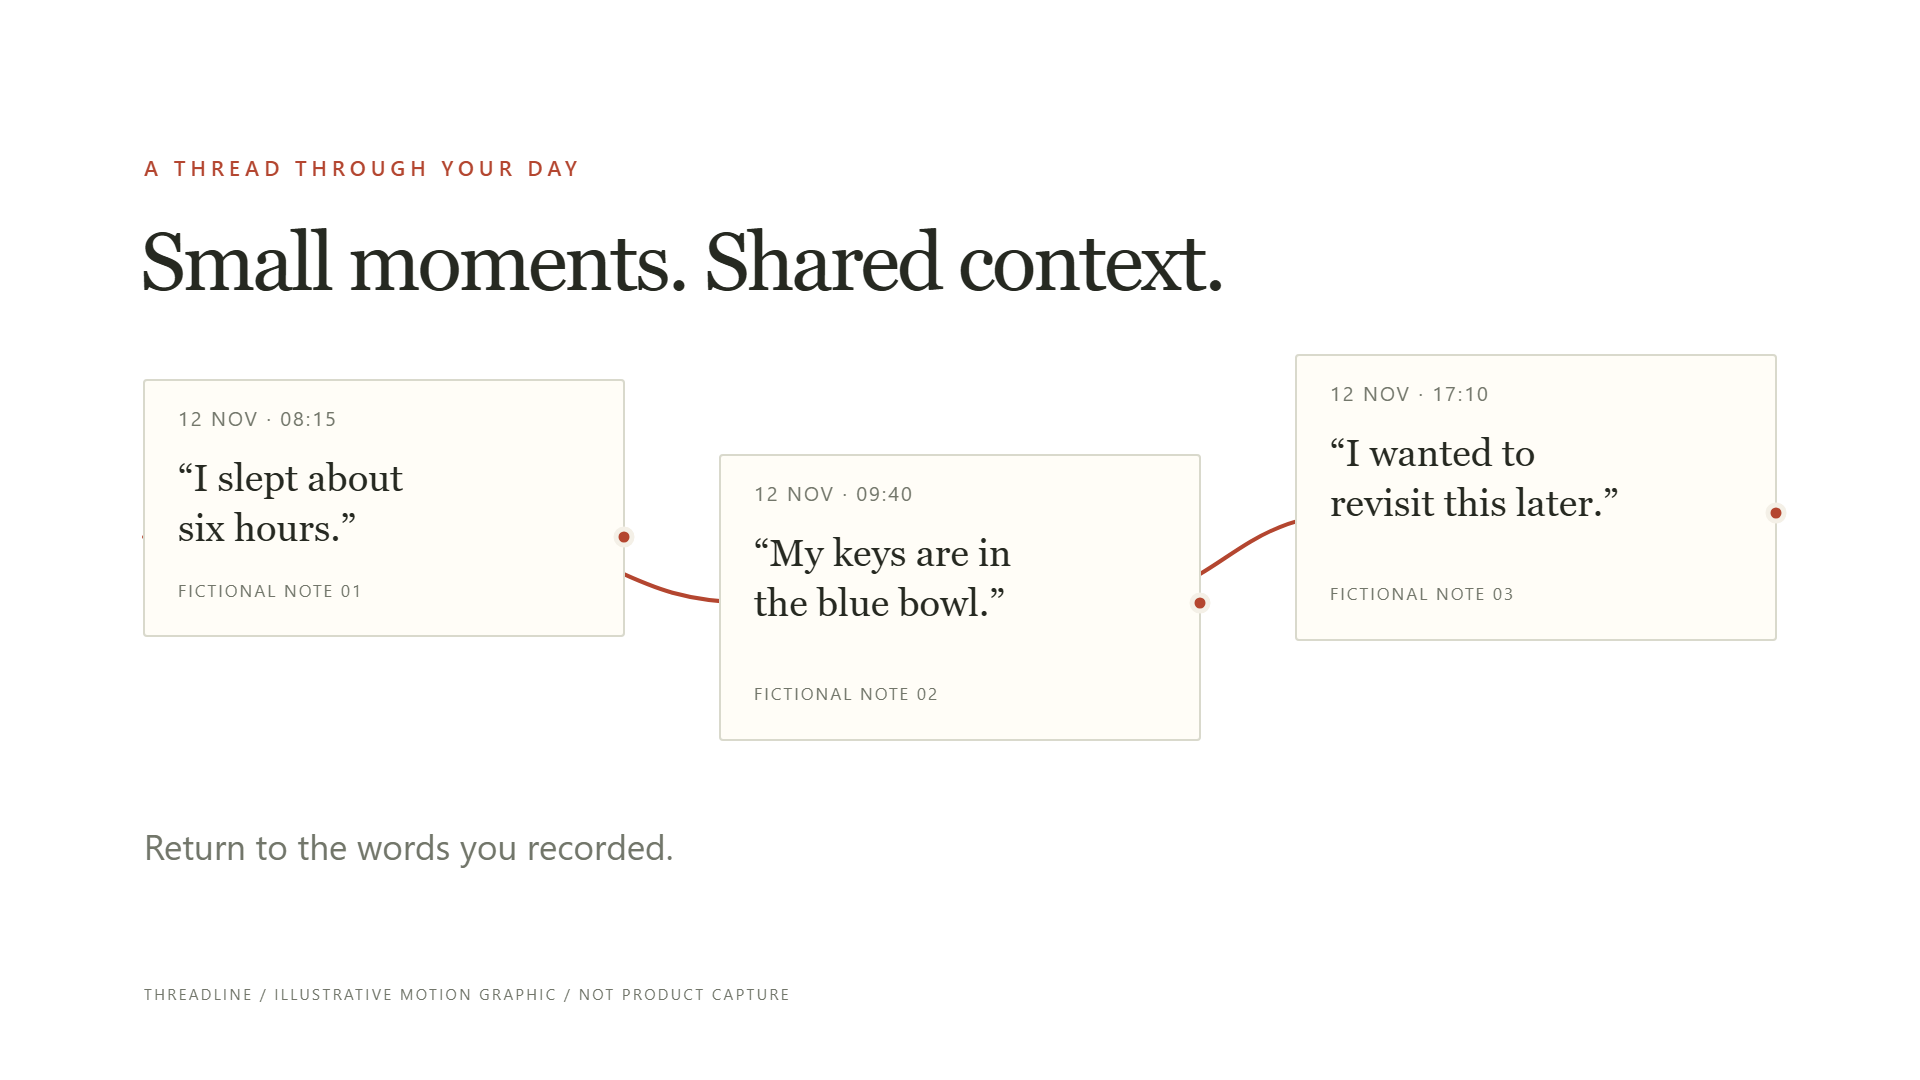 A THREAD THROUGH YOUR DAY
Small moments. Shared context.
12 NOV · 08:15
“I slept about
six hours.”
FICTIONAL NOTE 01
12 NOV · 09:40
“My keys are in
the blue bowl.”
FICTIONAL NOTE 02
12 NOV · 17:10
“I wanted to
revisit this later.”
FICTIONAL NOTE 03
Return to the words you recorded.
THREADLINE / ILLUSTRATIVE MOTION GRAPHIC / NOT PRODUCT CAPTURE